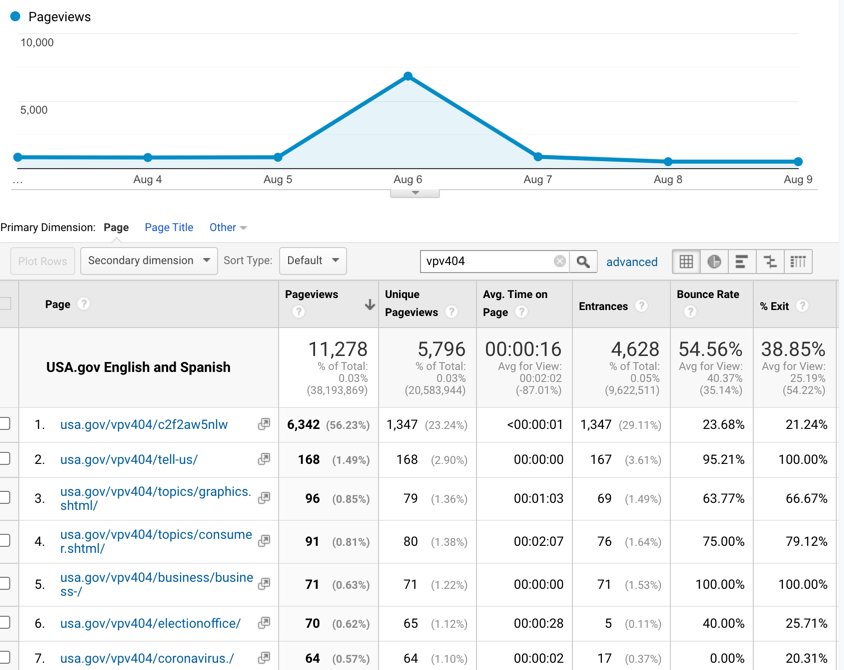 Pageviews
10,000
5,000
... Aug 4 Aug 5 Aug 6 Aug 7 Aug 8 Aug 9
Primary Dimension: Page Page Title Other
Plot Rows Secondary dimension Sort Type: Default vpv404 advanced
Page ? Pageviews ? Unique Pageviews ? Avg. Time on Page ? Entrances ? Bounce Rate ? % Exit ?
USA.gov English and Spanish
11,278 5,796 00:00:16 4,628 54.56% 38.85%
% of Total: % of Total: Avg for View: % of Total: Avg for View: Avg for View:
0.03% 0.03% 00:02:02 0.05% 40.37% 25.19%
(38,193,869) (20,583,944) (-87.01%) (9,622,511) (35.14%) (54.22%)
1. usa.gov/vpv404/c2f2aw5nlw 6,342 (56.23%) 1,347 (23.24%) <00:00:01 1,347 (29.11%) 23.68% 21.24%
2. usa.gov/vpv404/tell-us/ 168 (1.49%) 168 (2.90%) 00:00:00 167 (3.61%) 95.21% 100.00%
3. usa.gov/vpv404/topics/graphics.
shtml/ 96 (0.85%) 79 (1.36%) 00:01:03 69 (1.49%) 63.77% 66.67%
4. usa.gov/vpv404/topics/consume
r.shtml/ 91 (0.81%) 80 (1.38%) 00:02:07 76 (1.64%) 75.00% 79.12%
5. usa.gov/vpv404/business/busine
ss-/ 71 (0.63%) 71 (1.22%) 00:00:00 71 (1.53%) 100.00% 100.00%
6. usa.gov/vpv404/electionoffice/ 70 (0.62%) 65 (1.12%) 00:00:28 5 (0.11%) 40.00% 25.71%
7. usa.gov/vpv404/coronavirus./ 64 (0.57%) 64 (1.10%) 00:00:02 17 (0.37%) 0.00% 20.31%